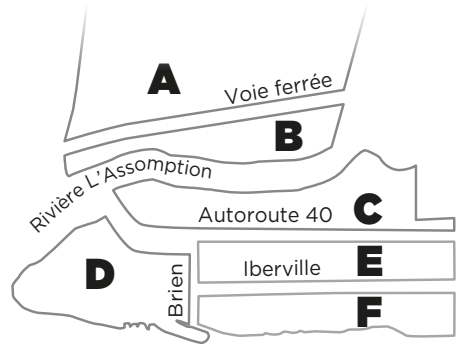 A
Voie ferrée
B
Rivière L'Assomption
Autoroute 40
C
D
Brien
Iberville
E
F